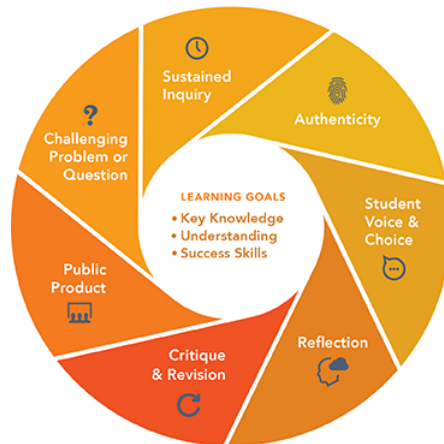 Sustained
Inquiry
Authenticity
Student
Voice &
Choice
Reflection
Critique
& Revision
Public
Product
?
Challenging
Problem or
Question
LEARNING GOALS
• Key Knowledge
• Understanding
• Success Skills